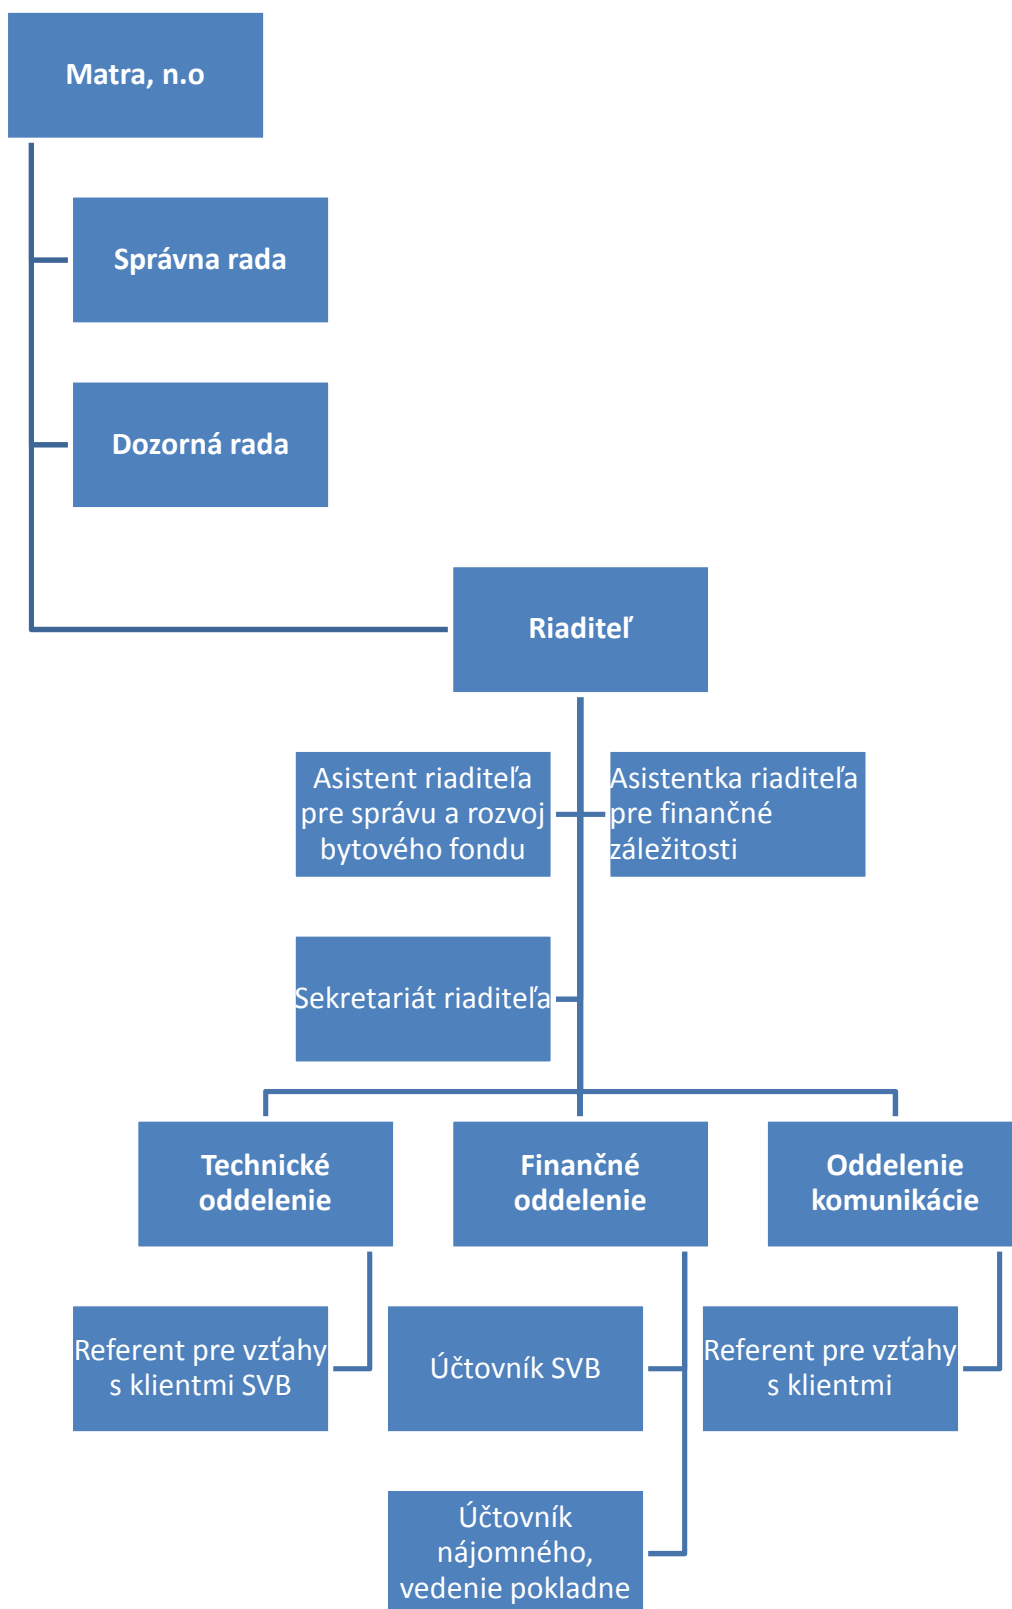 Matra, n.o
Správna rada
Dozorná rada
Riaditeľ
Asistent riaditeľa
pre správu a rozvoj
bytového fondu
Asistentka riaditeľa
pre finančné
záležitosti
Sekretariát riaditeľa
Technické
oddelenie
Finančné
oddelenie
Oddelenie
komunikácie
Referent pre vzťahy
s klientmi SVB
Účtovník SVB
Referent pre vzťahy
s klientmi
Účtovník
nájomného,
vedenie pokladne